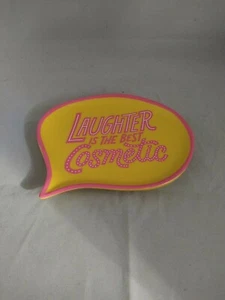 LAUGHTER
IS THE BEST
Cosmetic